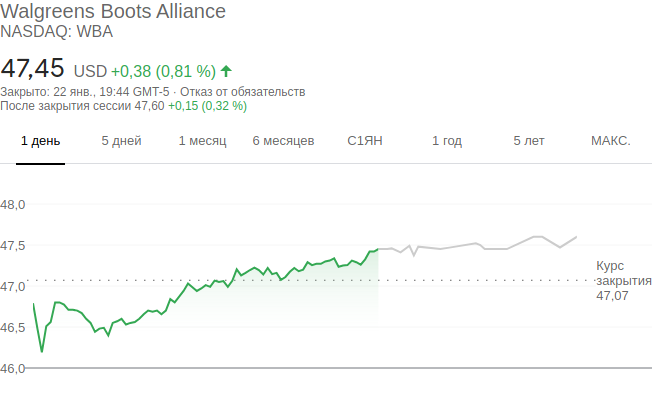 Walgreens Boots Alliance
NASDAQ: WBA
47,45 USD +0,38 (0,81 %)
Закрыто: 22 янв., 19:44 GMT-5 · Отказ от обязательств
После закрытия сессии 47,60 +0,15 (0,32 %)
1 день 5 дней 1 месяц 6 месяцев С1ЯН 1 год 5 лет МАКС.
48,0
47,5
47,0
46,5
46,0
Курс
закрытия
47,07